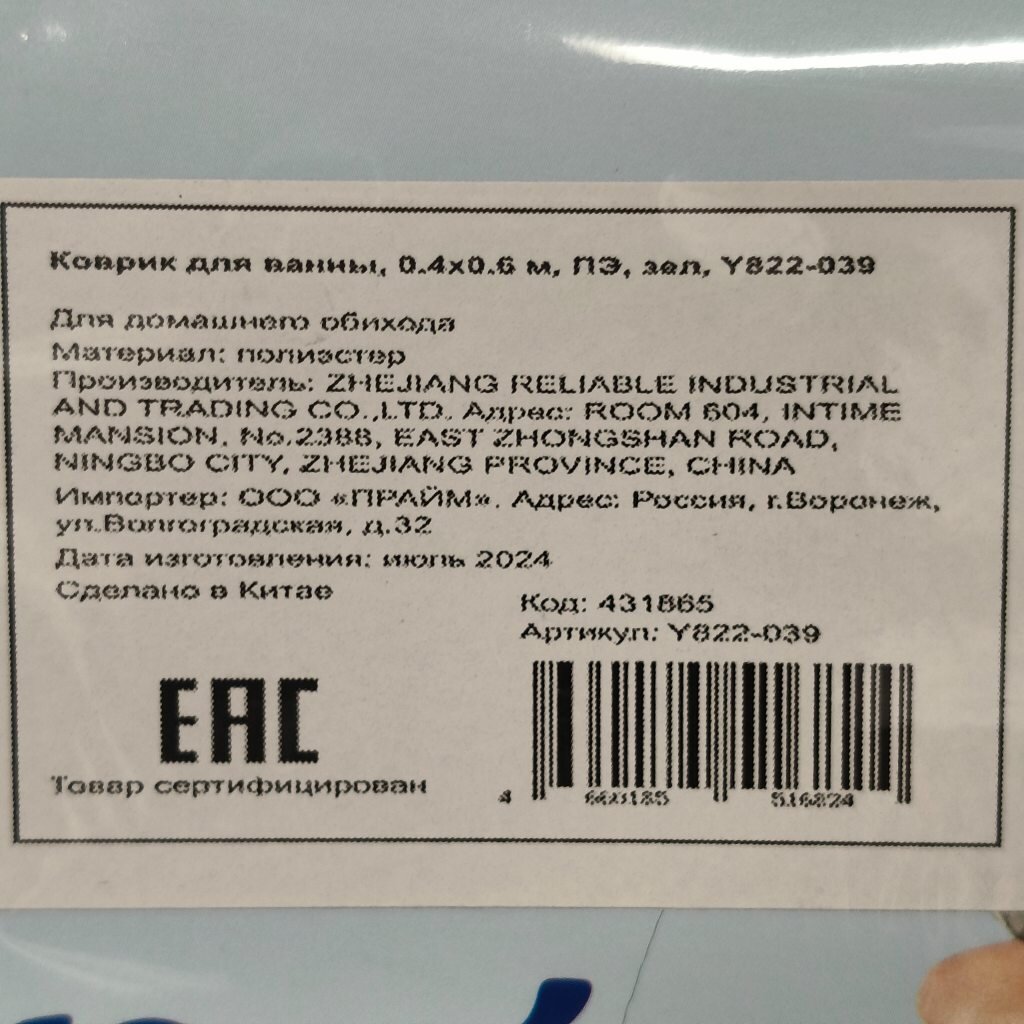 Коврик для ванны, 0.4х0.6 м, ПЭ, зел, Y822-039
Для домашнего обихода
Материал: полиэстер
Производитель: ZHEJIANG RELIABLE INDUSTRIAL
AND TRADING CO.,LTD. Адрес: ROOM 604, INTIME
MANSION, No.2388, EAST ZHONGSHAN ROAD,
NINGBO CITY, ZHEJIANG PROVINCE, CHINA
Импортер: ООО «ПРАЙМ». Адрес: Россия, г.Воронеж,
ул.Волгоградская, д.32
Дата изготовления: июль 2024
Сделано в Китае
Код: 431865
Артикул: Y822-039
EAC
Товар сертифицирован
4 660185 516824